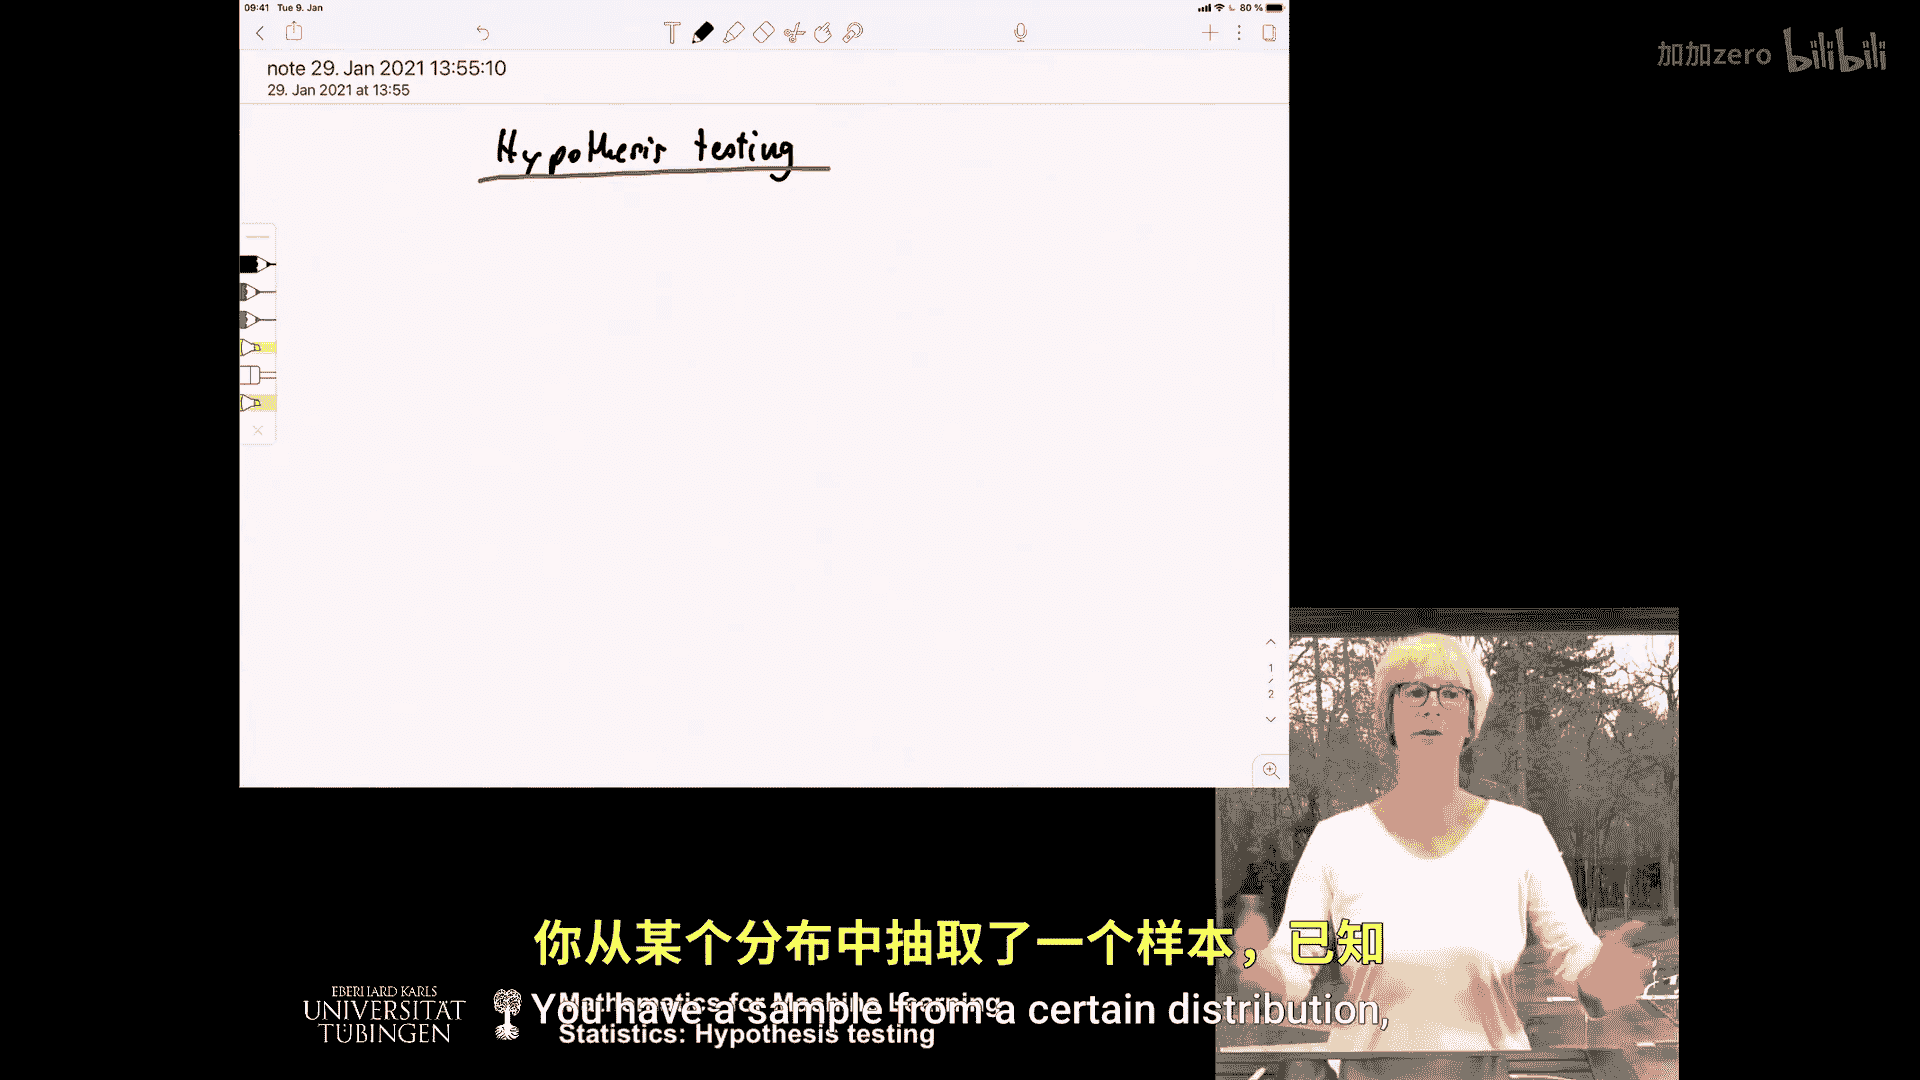 09:41 Tue 9. Jan
80 %
加加zero bilibili
note 29. Jan 2021 13:55:10
29. Jan 2021 at 13:55
Hypothesis testing
1
/
2
你从某个分布中抽取了一个样本，已知
You have a sample from a certain distribution,
EBERHARD KARLS
UNIVERSITÄT
TÜBINGEN
Mathematics for Machine Learning
Statistics: Hypothesis testing